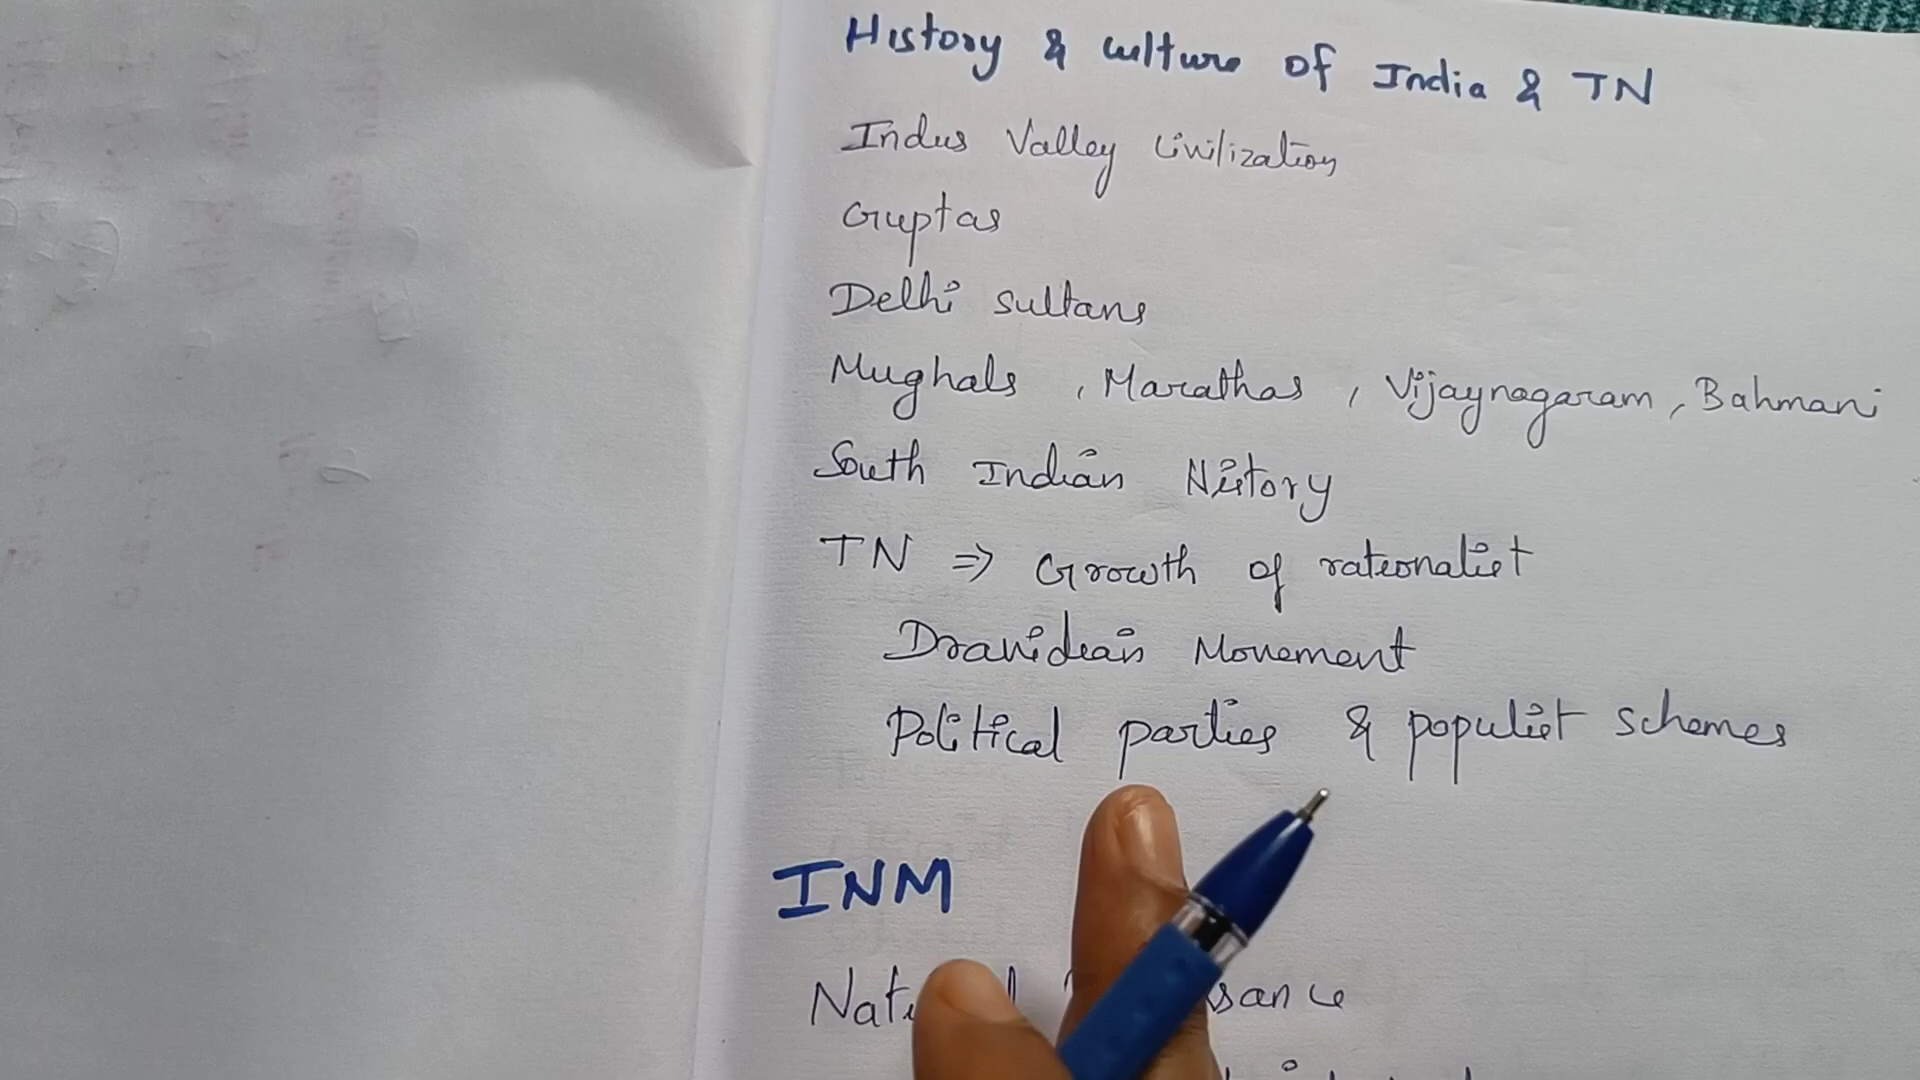 History & culture of India & TN
Indus Valley Civilization
Guptas
Delhi Sultans
Mughals , Marathas , Vijaynagaram , Bahmani
South Indian History
TN => Growth of rationalist
Dravidian Movement
Political parties & populist schemes
INM